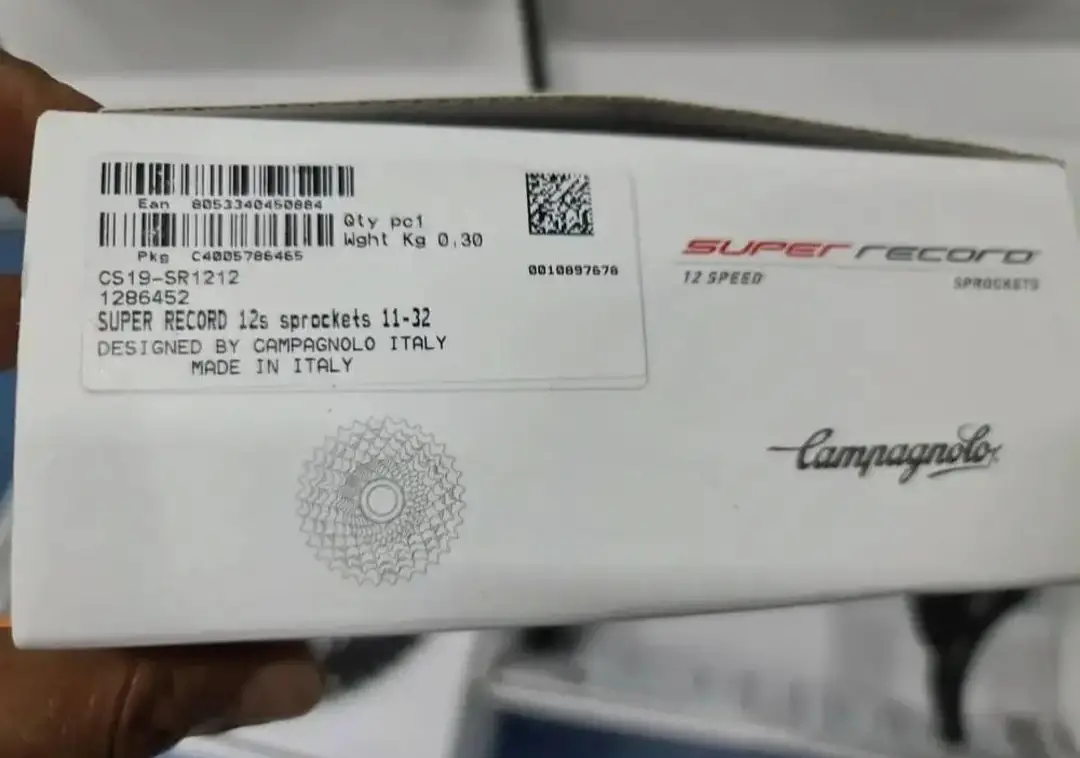 Ean 8053340450884
Qty pc1
Wght Kg 0,30
Pkg C4005786465
CS19-SR1212
1286452
SUPER RECORD 12s sprockets 11-32
DESIGNED BY CAMPAGNOLO ITALY
MADE IN ITALY
0010897678
SUPER RECORD
12 SPEED SPROCKETS
Campagnolo